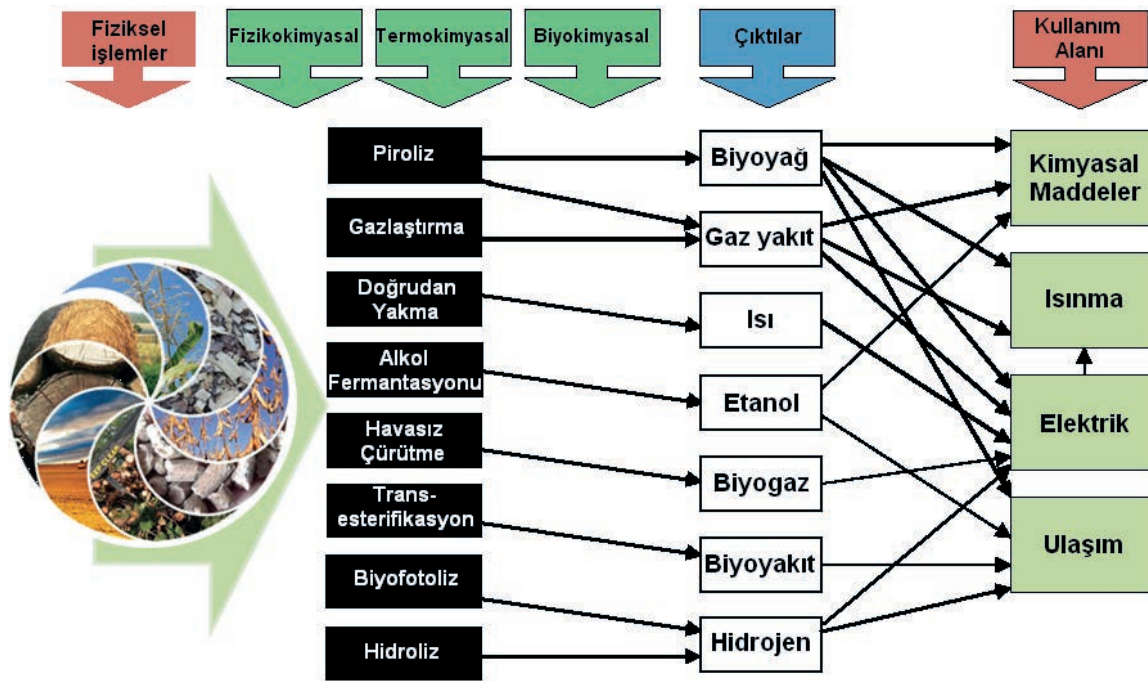 Fiziksel
işlemler
Fizikokimyasal
Termokimyasal
Biyokimyasal
Çıktılar
Kullanım
Alanı
Piroliz
Gazlaştırma
Doğrudan
Yakma
Alkol
Fermantasyonu
Havasız
Çürütme
Trans-
esterifikasyon
Biyofotoliz
Hidroliz
Biyoyağ
Gaz yakıt
Isı
Etanol
Biyogaz
Biyoyakıt
Hidrojen
Kimyasal
Maddeler
Isınma
Elektrik
Ulaşım